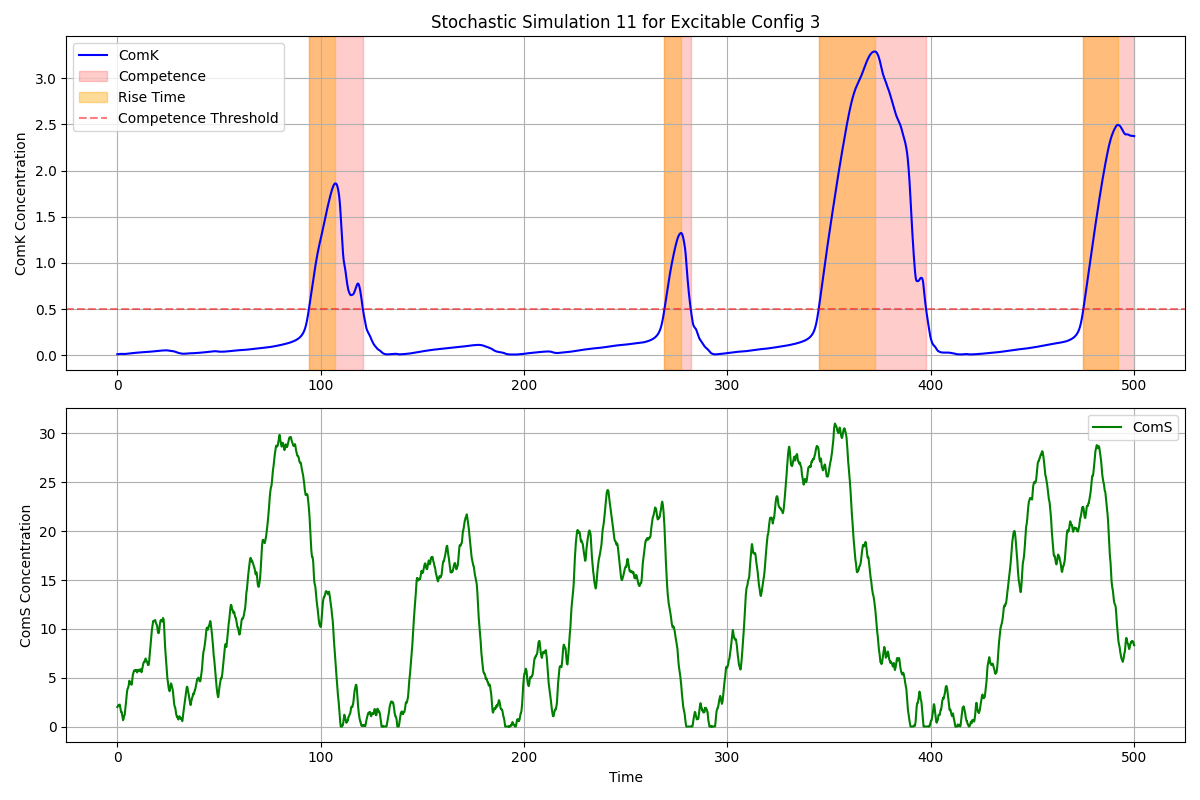 Stochastic Simulation 11 for Excitable Config 3
ComK
Competence
Rise Time
Competence Threshold
ComK Concentration
3.0
2.5
2.0
1.5
1.0
0.5
0.0
0 100 200 300 400 500
ComS
ComS Concentration
30
25
20
15
10
5
0
0 100 200 300 400 500
Time